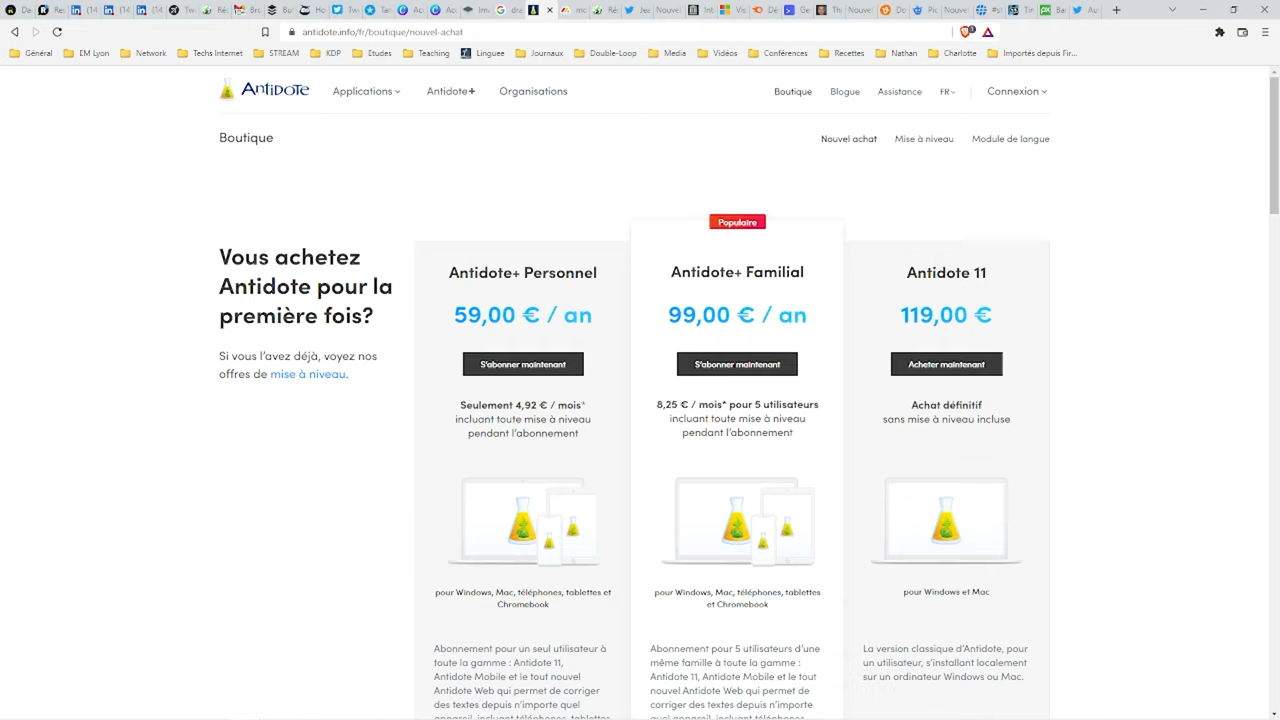 antidote.info/fr/boutique/nouvel-achat
Général
EM Lyon
Network
Techs Internet
STREAM
KDP
Etudes
Teaching
Linguee
Journaux
Double-Loop
Media
Vidéos
Conférences
Recettes
Nathan
Charlotte
Importés depuis Fir...
Antidote
Applications
Antidote+
Organisations
Boutique
Blogue
Assistance
FR
Connexion
Boutique
Nouvel achat
Mise à niveau
Module de langue
Vous achetez
Antidote pour la
première fois?
Si vous l'avez déjà, voyez nos
offres de mise à niveau.
Antidote+ Personnel
59,00 € / an
S'abonner maintenant
Seulement 4,92 € / mois*
incluant toute mise à niveau
pendant l'abonnement
pour Windows, Mac, téléphones, tablettes et
Chromebook
Abonnement pour un seul utilisateur à
toute la gamme : Antidote 11,
Antidote Mobile et le tout nouvel
Antidote Web qui permet de corriger
des textes depuis n'importe quel
appareil, incluant téléphones, tablettes
Populaire
Antidote+ Familial
99,00 € / an
S'abonner maintenant
8,25 € / mois* pour 5 utilisateurs
incluant toute mise à niveau
pendant l'abonnement
pour Windows, Mac, téléphones, tablettes
et Chromebook
Abonnement pour 5 utilisateurs d'une
même famille à toute la gamme :
Antidote 11, Antidote Mobile et le tout
nouvel Antidote Web qui permet de
corriger des textes depuis n'importe
quel appareil, incluant téléphones,
Antidote 11
119,00 €
Acheter maintenant
Achat définitif
sans mise à niveau incluse
pour Windows et Mac
La version classique d'Antidote, pour
un utilisateur, s'installant localement
sur un ordinateur Windows ou Mac.